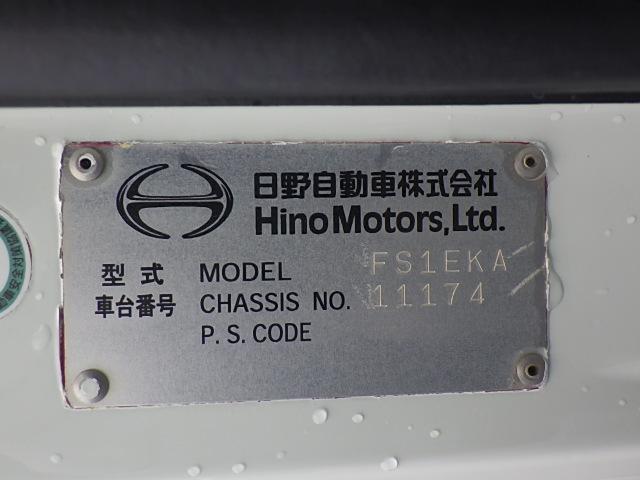 日野自動車株式会社
Hino Motors, Ltd.
型式 MODEL FS1EKA
車台番号 CHASSIS NO. 11174
P. S. CODE